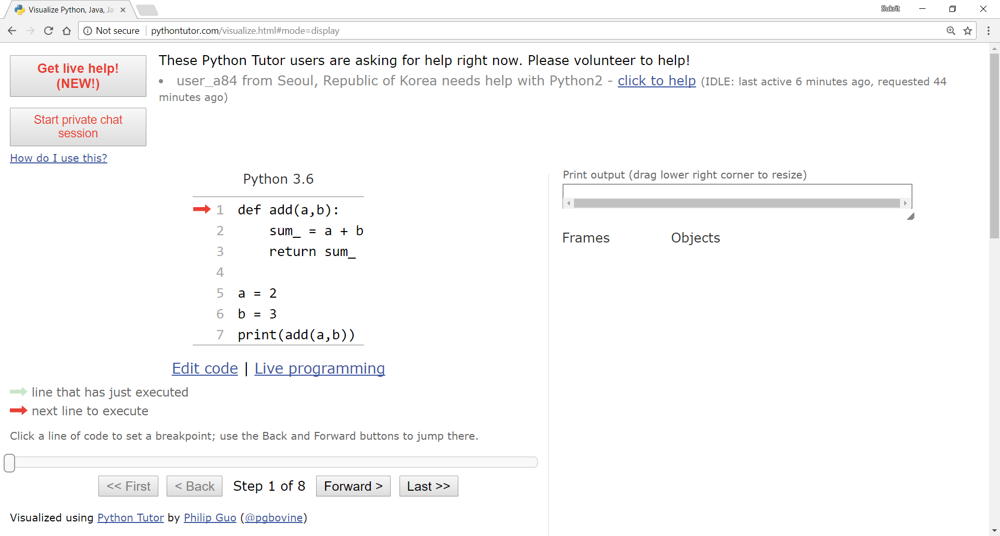 Visualize Python, Java, Ja
Sukrit
Not secure
pythontutor.com/visualize.html#mode=display
Get live help!
(NEW!)
These Python Tutor users are asking for help right now. Please volunteer to help!
• user_a84 from Seoul, Republic of Korea needs help with Python2 - click to help (IDLE: last active 6 minutes ago, requested 44
minutes ago)
Start private chat
session
How do I use this?
Python 3.6
1 def add(a,b):
2     sum_ = a + b
3     return sum_
4
5 a = 2
6 b = 3
7 print(add(a,b))
Edit code | Live programming
line that has just executed
next line to execute
Click a line of code to set a breakpoint; use the Back and Forward buttons to jump there.
<< First < Back Step 1 of 8 Forward > Last >>
Visualized using Python Tutor by Philip Guo (@pgbovine)
Print output (drag lower right corner to resize)
Frames Objects